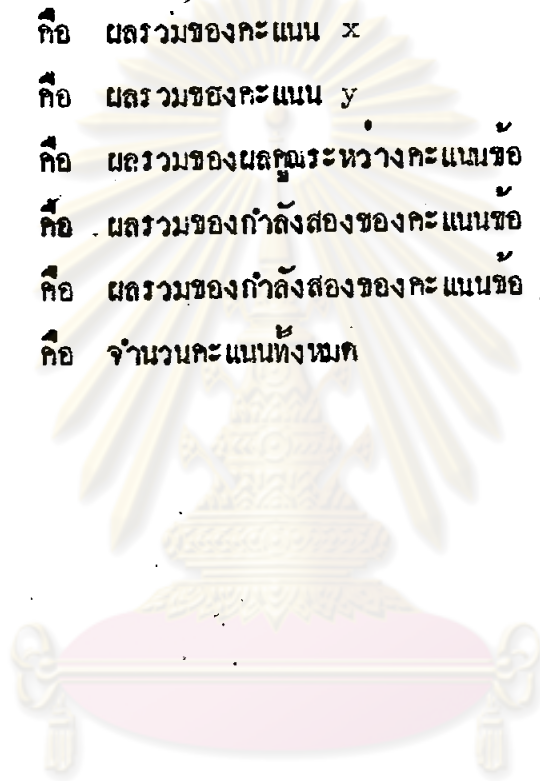 คือ ผลรวมของคะแนน x
คือ ผลรวมของคะแนน y
คือ ผลรวมของผลคูณระหว่างคะแนนข้อ
คือ ผลรวมของกำลังสองของคะแนนข้อ
คือ ผลรวมของกำลังสองของคะแนนข้อ
คือ จำนวนคะแนนทั้งหมด